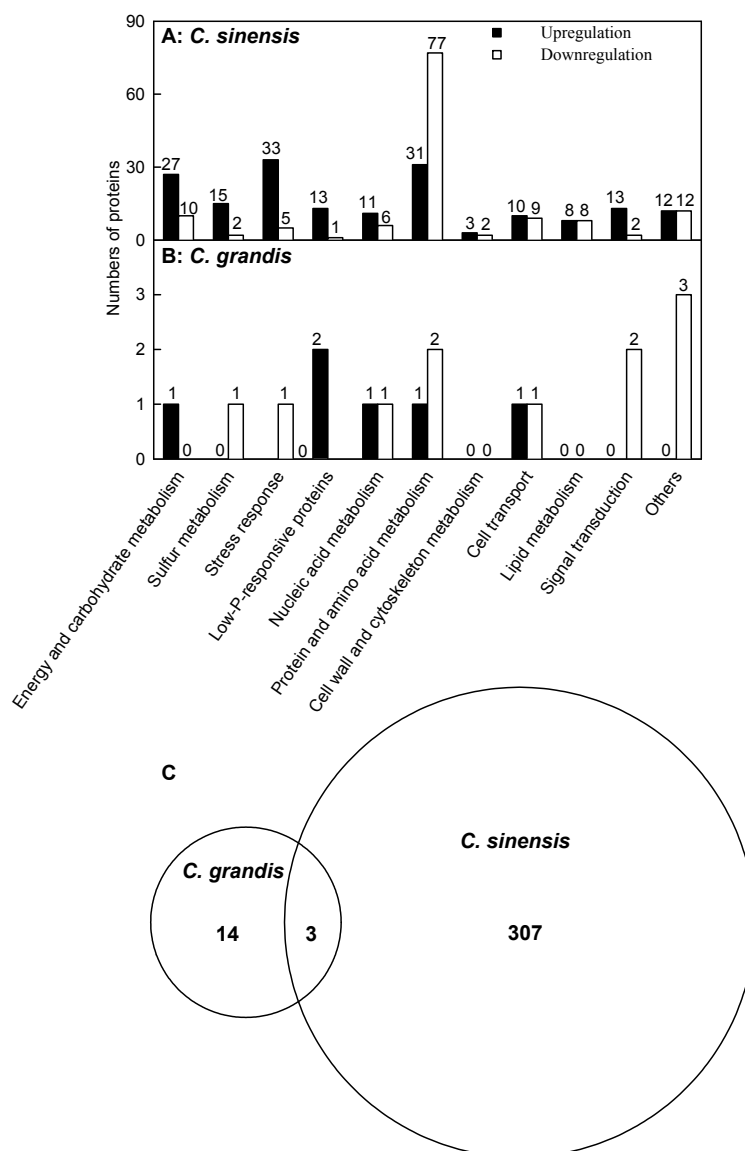 90
60
30
0
A: C. sinensis
Upregulation
Downregulation
27 10 15 2 33 5 13 1 11 6 31 77 3 2 10 9 8 8 13 2 12 12
Numbers of proteins
B: C. grandis
3
2
1
0
1 0 0 1 1 0 2 1 1 1 2 0 0 1 1 0 0 0 2 0 3
Energy and carbohydrate metabolism
Sulfur metabolism
Stress response
Low-P-responsive proteins
Nucleic acid metabolism
Protein and amino acid metabolism
Cell wall and cytoskeleton metabolism
Cell transport
Lipid metabolism
Signal transduction
Others
C
C. grandis
C. sinensis
14
3
307